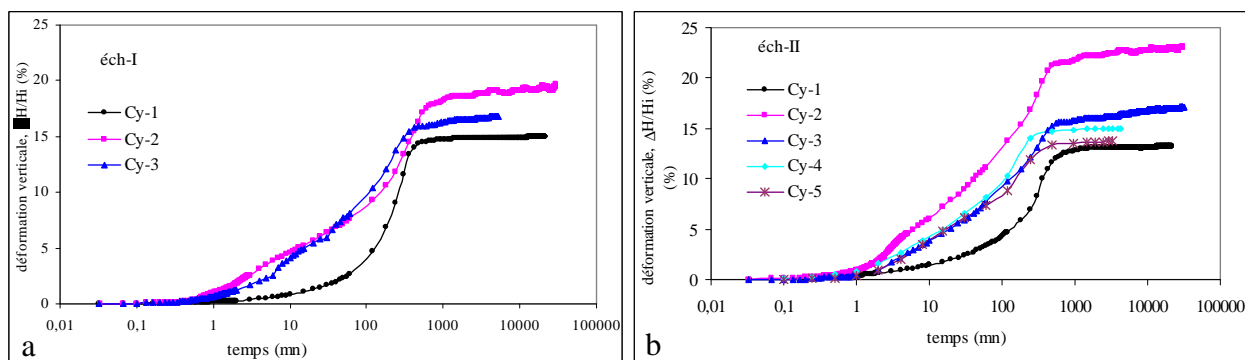 éch-I
Cy-1
Cy-2
Cy-3
déformation verticale, H/Hi (%)
25
20
15
10
5
0
0,01 0,1 1 10 100 1000 10000 100000
temps (mn)
a
éch-II
Cy-1
Cy-2
Cy-3
Cy-4
Cy-5
déformation verticale, ΔH/Hi (%)
(%)
25
20
15
10
5
0
0,01 0,1 1 10 100 1000 10000 100000
temps (mn)
b